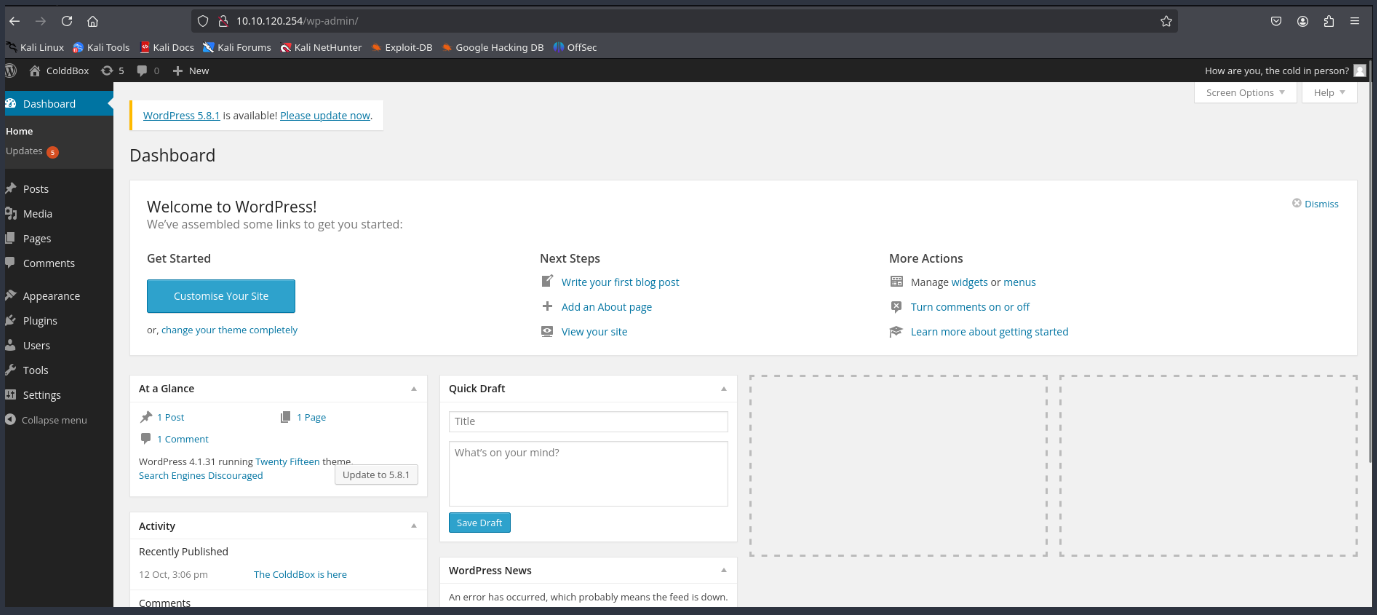 10.10.120.254/wp-admin/
Kali Linux Kali Tools Kali Docs Kali Forums Kali NetHunter Exploit-DB Google Hacking DB OffSec
ColddBox 5 0 New How are you, the cold in person?
Screen Options Help
Dashboard
Home
Updates 5
Posts
Media
Pages
Comments
Appearance
Plugins
Users
Tools
Settings
Collapse menu
WordPress 5.8.1 is available! Please update now.
Dashboard
Welcome to WordPress!
Dismiss
We've assembled some links to get you started:
Get Started
Customise Your Site
or, change your theme completely
Next Steps
Write your first blog post
Add an About page
View your site
More Actions
Manage widgets or menus
Turn comments on or off
Learn more about getting started
At a Glance
1 Post 1 Page
1 Comment
WordPress 4.1.31 running Twenty Fifteen theme.
Search Engines Discouraged
Update to 5.8.1
Activity
Recently Published
12 Oct, 3:06 pm The ColddBox is here
Comments
Quick Draft
Title
What's on your mind?
Save Draft
WordPress News
An error has occurred, which probably means the feed is down.